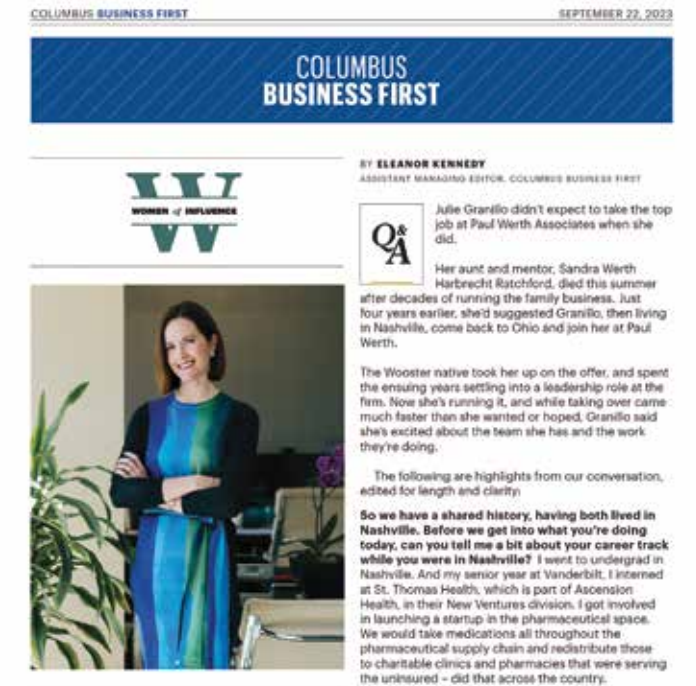 COLUMBUS BUSINESS FIRST
SEPTEMBER 22, 2023
COLUMBUS
BUSINESS FIRST
WOMEN of INFLUENCE
W
BY ELEANOR KENNEDY
ASSISTANT MANAGING EDITOR, COLUMBUS BUSINESS FIRST
Q&A
Julie Granillo didn't expect to take the top
job at Paul Werth Associates when she
did.
Her aunt and mentor, Sandra Werth
Harbrecht Ratchford, died this summer
after decades of running the family business. Just
four years earlier, she'd suggested Granillo, then living
in Nashville, come back to Ohio and join her at Paul
Werth.
The Wooster native took her up on the offer, and spent
the ensuing years settling into a leadership role at the
firm. Now she's running it, and while taking over came
much faster than she wanted or hoped, Granillo said
she's excited about the team she has and the work
they're doing.
The following are highlights from our conversation,
edited for length and clarity:
So we have a shared history, having both lived in
Nashville. Before we get into what you're doing
today, can you tell me a bit about your career track
while you were in Nashville? I went to undergrad in
Nashville. And my senior year at Vanderbilt, I interned
at St. Thomas Health, which is part of Ascension
Health, in their New Ventures division. I got involved
in launching a startup in the pharmaceutical space.
We would take medications all throughout the
pharmaceutical supply chain and redistribute those
to charitable clinics and pharmacies that were serving
the uninsured – did that across the country.